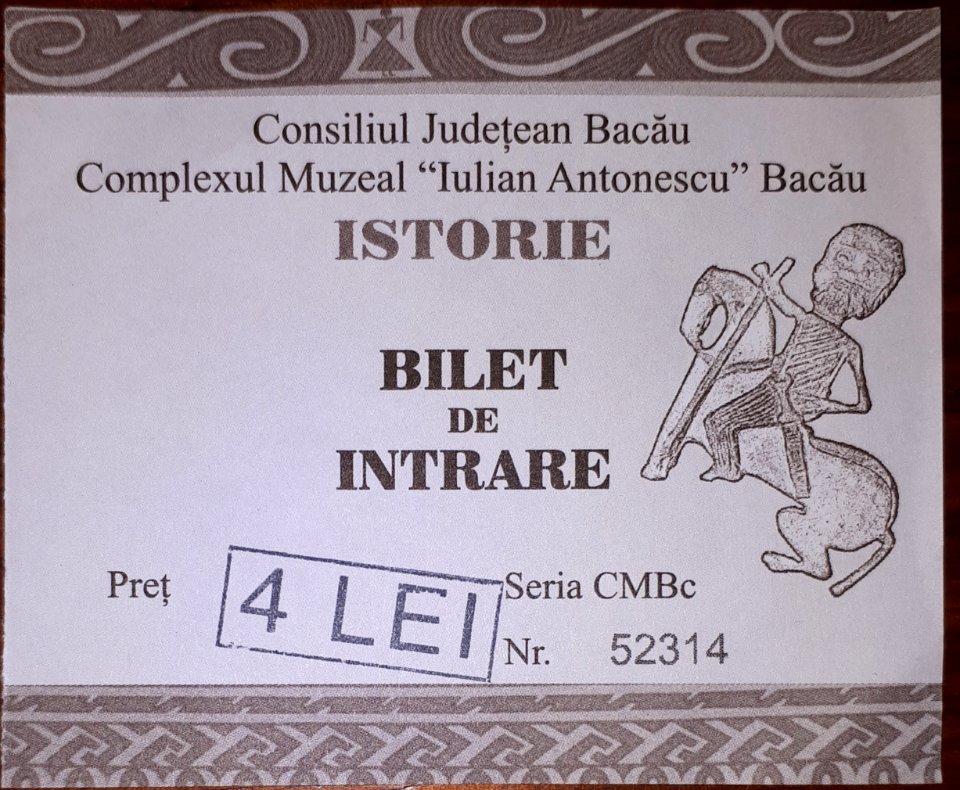 Consiliul Județean Bacău
Complexul Muzeal “Iulian Antonescu” Bacău
ISTORIE
BILET
DE
INTRARE
Preț 4 LEI Seria CMBc
Nr. 52314